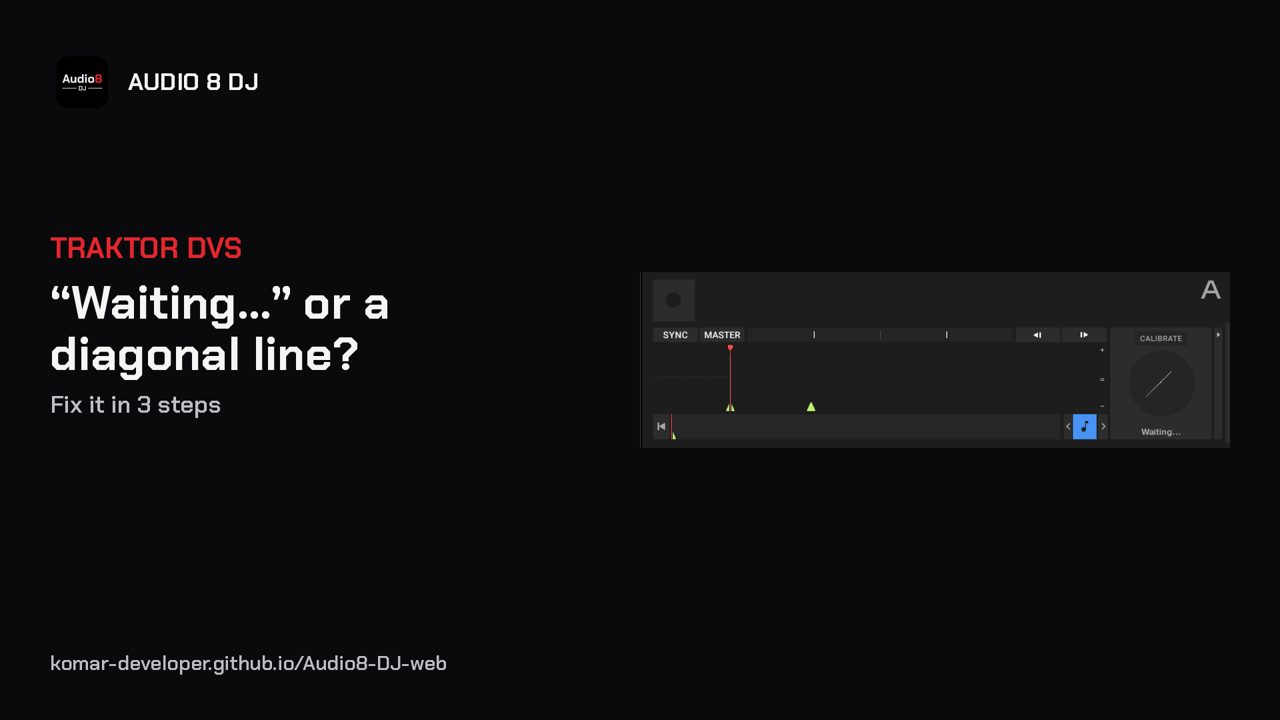 Audio8
DJ
AUDIO 8 DJ
TRAKTOR DVS
“Waiting...” or a
diagonal line?
Fix it in 3 steps
A
SYNC MASTER
CALIBRATE
Waiting...
komar-developer.github.io/Audio8-DJ-web